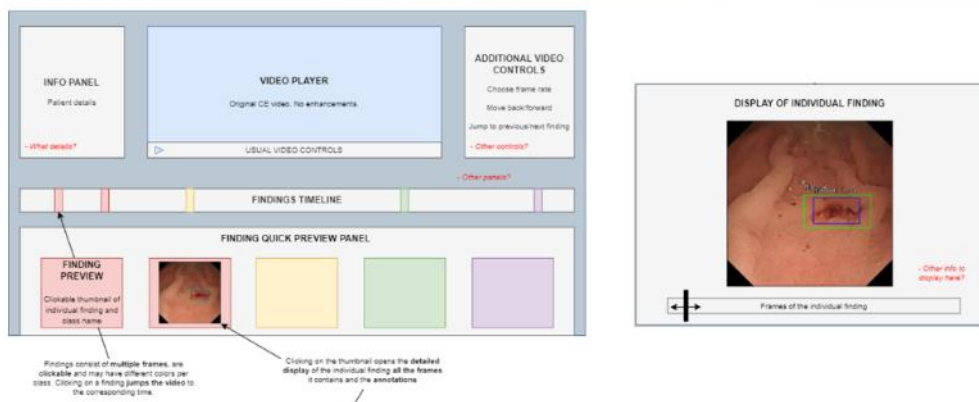 INFO PANEL
Patient details
- What details?
VIDEO PLAYER
Original CE video. No enhancements.
USUAL VIDEO CONTROLS
ADDITIONAL VIDEO
CONTROLS
Choose frame rate
Move back/forward
Jump to previous/next finding
- Other controls?
- Other panels?
FINDINGS TIMELINE
FINDING QUICK PREVIEW PANEL
FINDING
PREVIEW
Clickable thumbnail of
individual finding and
class name
Findings consist of multiple frames, are
clickable and may have different colors per
class. Clicking on a finding jumps the video to
the corresponding time.
Clicking on the thumbnail opens the detailed
display of the individual finding all the frames
it contains and the annotations
DISPLAY OF INDIVIDUAL FINDING
- Other info to
display here?
Frames of the individual finding